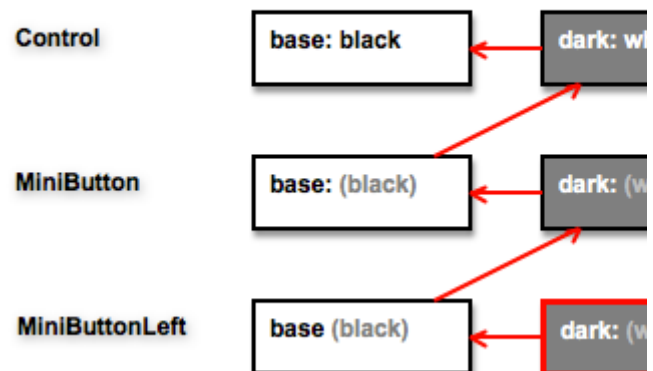 Control base: black dark:
MiniButton base: (black) dark:
MiniButtonLeft base (black) dark: